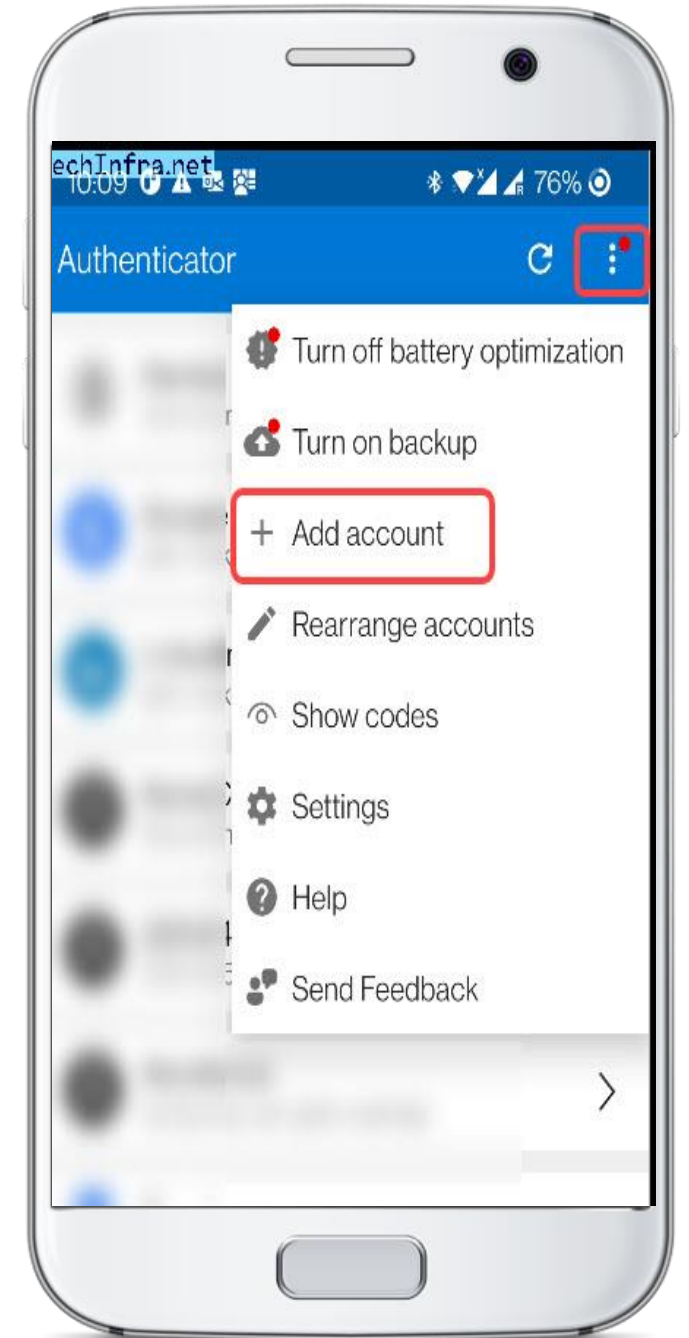 echInfra.net
10:09
76%
Authenticator
Turn off battery optimization
Turn on backup
+ Add account
Rearrange accounts
Show codes
Settings
Help
Send Feedback